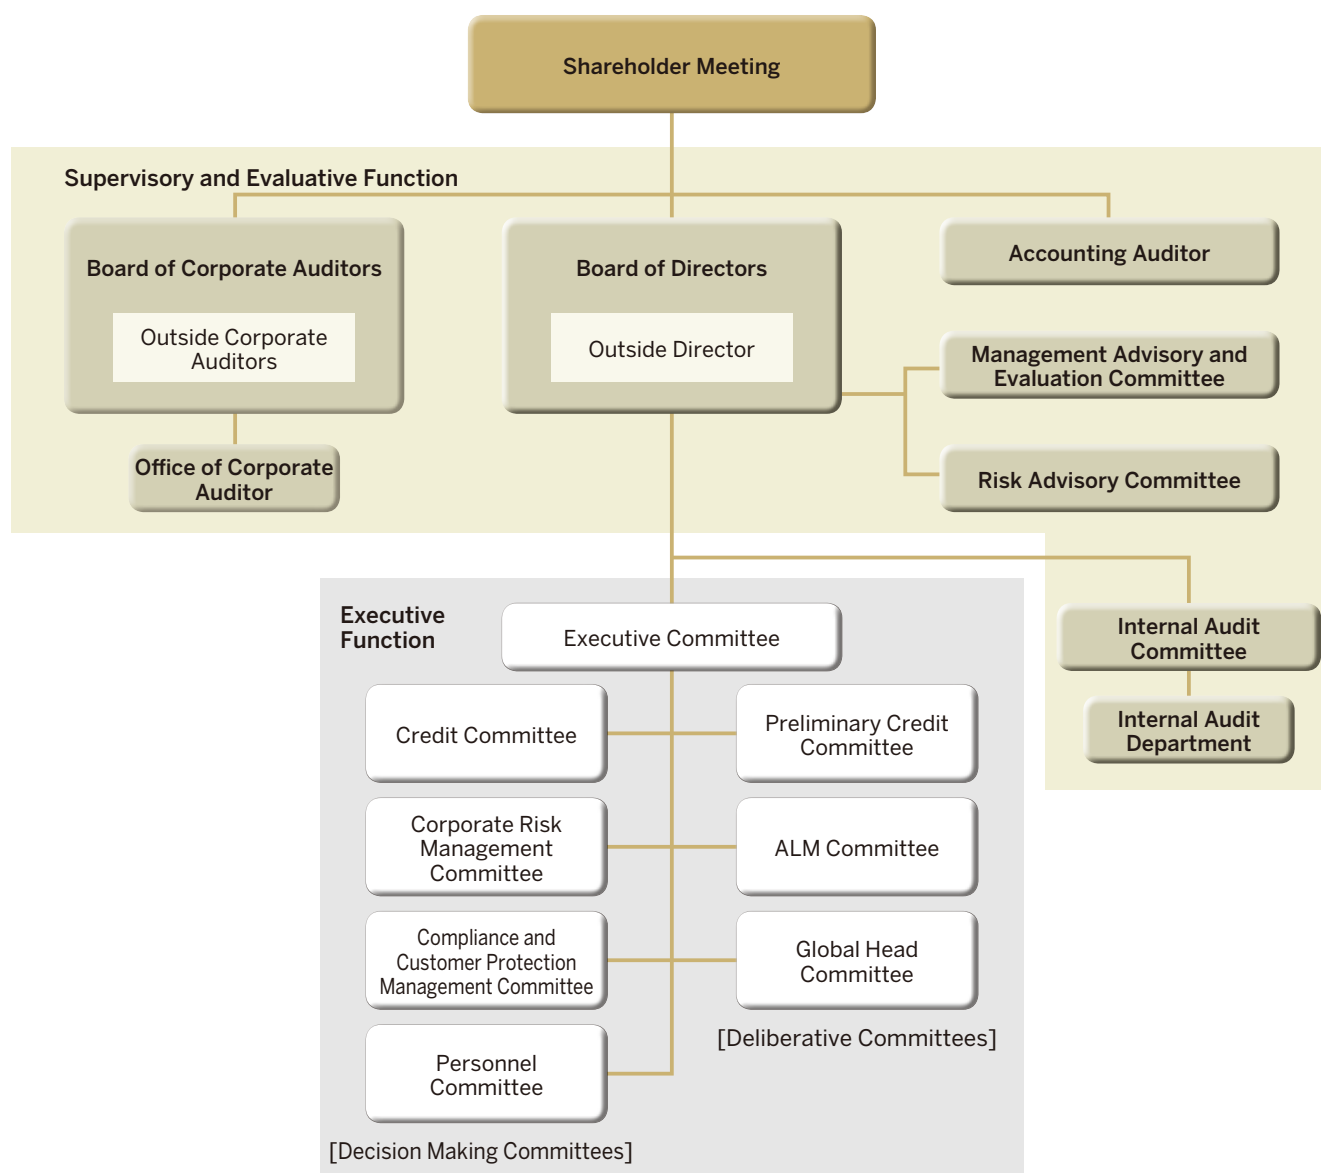 Shareholder Meeting
Supervisory and Evaluative Function
Board of Corporate Auditors
Outside Corporate
Auditors
Office of Corporate
Auditor
Board of Directors
Outside Director
Accounting Auditor
Management Advisory and
Evaluation Committee
Risk Advisory Committee
Internal Audit
Committee
Internal Audit
Department
Executive
Function
Executive Committee
Credit Committee
Corporate Risk
Management
Committee
Compliance and
Customer Protection
Management Committee
Personnel
Committee
[Decision Making Committees]
Preliminary Credit
Committee
ALM Committee
Global Head
Committee
[Deliberative Committees]